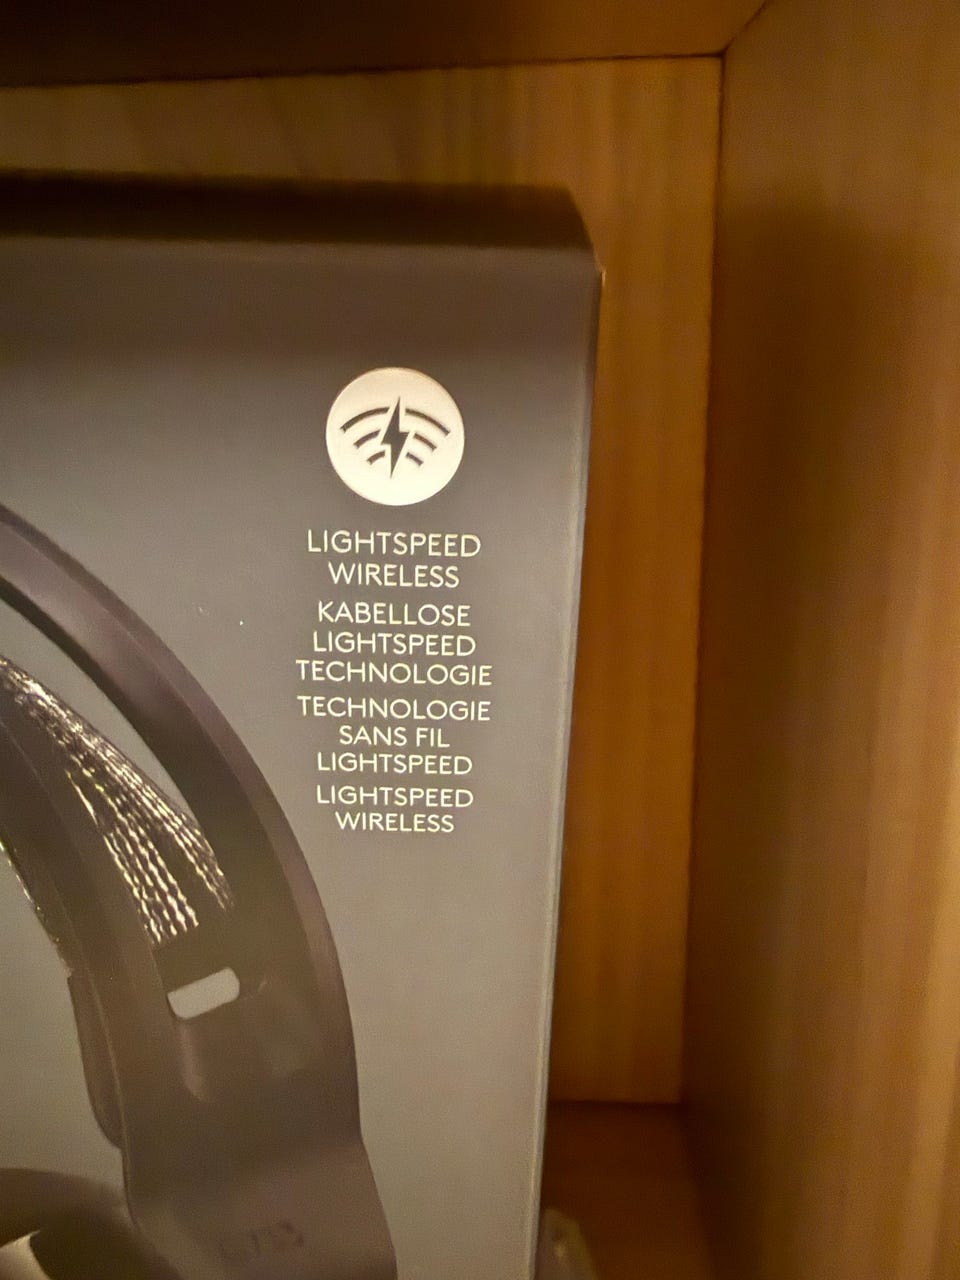 LIGHTSPEED
WIRELESS
KABELLOSE
LIGHTSPEED
TECHNOLOGIE
TECHNOLOGIE
SANS FIL
LIGHTSPEED
LIGHTSPEED
WIRELESS